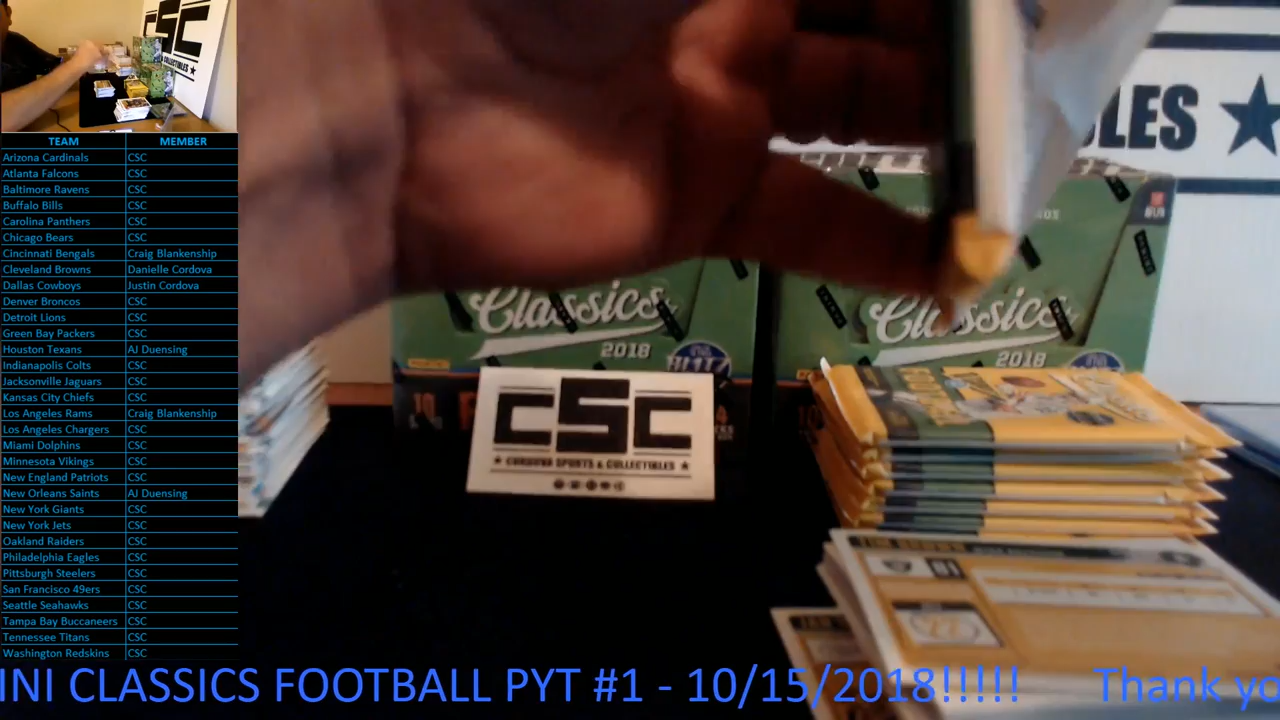 CSC
COLLECTIBLES ★
TEAM MEMBER
Arizona Cardinals CSC
Atlanta Falcons CSC
Baltimore Ravens CSC
Buffalo Bills CSC
Carolina Panthers CSC
Chicago Bears CSC
Cincinnati Bengals Craig Blankenship
Cleveland Browns Danielle Cordova
Dallas Cowboys Justin Cordova
Denver Broncos CSC
Detroit Lions CSC
Green Bay Packers CSC
Houston Texans AJ Duensing
Indianapolis Colts CSC
Jacksonville Jaguars CSC
Kansas City Chiefs CSC
Los Angeles Rams Craig Blankenship
Los Angeles Chargers CSC
Miami Dolphins CSC
Minnesota Vikings CSC
New England Patriots CSC
New Orleans Saints AJ Duensing
New York Giants CSC
New York Jets CSC
Oakland Raiders CSC
Philadelphia Eagles CSC
Pittsburgh Steelers CSC
San Francisco 49ers CSC
Seattle Seahawks CSC
Tampa Bay Buccaneers CSC
Tennessee Titans CSC
Washington Redskins CSC
LES ★
Classics
2018
BLITZ
Classics
2018
CSC
★ CORDOVA SPORTS & COLLECTIBLES ★
TIM BROWN
81
INI CLASSICS FOOTBALL PYT #1 - 10/15/2018!!!!! Thank yo